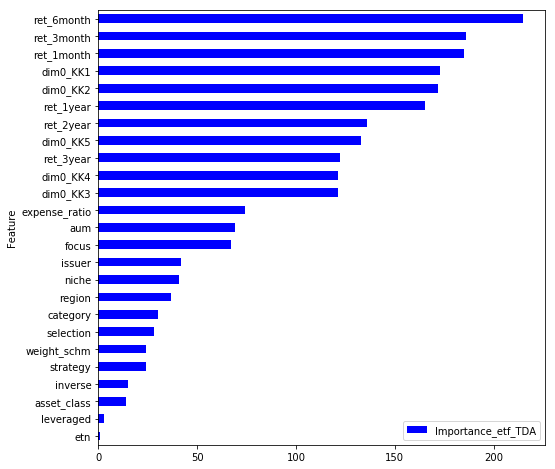 ret_6month
ret_3month
ret_1month
dim0_KK1
dim0_KK2
ret_1year
ret_2year
dim0_KK5
ret_3year
dim0_KK4
dim0_KK3
expense_ratio
aum
focus
issuer
niche
region
category
selection
weight_schm
strategy
inverse
asset_class
leveraged
etn
Feature
Importance_etf_TDA
0 50 100 150 200